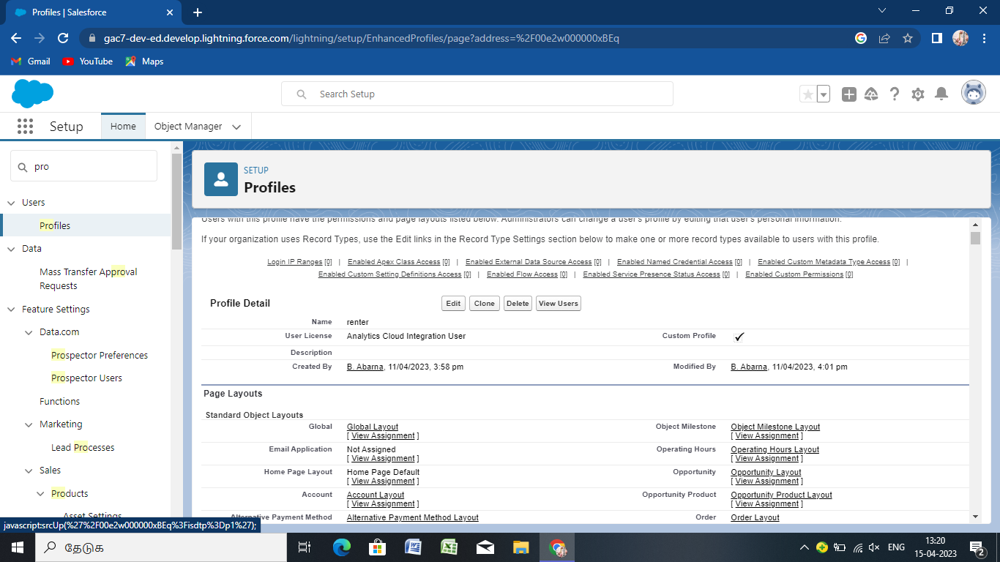 Profiles | Salesforce
gac7-dev-ed.develop.lightning.force.com/lightning/setup/EnhancedProfiles/page?address=%2F00e2w000000xBEq
Gmail YouTube Maps
Search Setup
Setup Home Object Manager
pro
Users
Profiles
Data
Mass Transfer Approval
Requests
Feature Settings
Data.com
Prospector Preferences
Prospector Users
Functions
Marketing
Lead Processes
Sales
Products
Asset Settings
SETUP
Profiles
Users with this profile have the permissions and page layouts listed below. Administrators can change a user's profile by editing that user's personal information.
If your organization uses Record Types, use the Edit links in the Record Type Settings section below to make one or more record types available to users with this profile.
Login IP Ranges [0] | Enabled Apex Class Access [0] | Enabled External Data Source Access [0] | Enabled Named Credential Access [0] | Enabled Custom Metadata Type Access [0] |
Enabled Custom Setting Definitions Access [0] | Enabled Flow Access [0] | Enabled Service Presence Status Access [0] | Enabled Custom Permissions [0]
Profile Detail Edit Clone Delete View Users
Name renter
User License Analytics Cloud Integration User Custom Profile ✓
Description
Created By B. Abarna, 11/04/2023, 3:58 pm Modified By B. Abarna, 11/04/2023, 4:01 pm
Page Layouts
Standard Object Layouts
Global Global Layout Object Milestone Object Milestone Layout
[ View Assignment ] [ View Assignment ]
Email Application Not Assigned Operating Hours Operating Hours Layout
[ View Assignment ] [ View Assignment ]
Home Page Layout Home Page Default Opportunity Opportunity Layout
[ View Assignment ] [ View Assignment ]
Account Account Layout Opportunity Product Opportunity Product Layout
[ View Assignment ] [ View Assignment ]
Alternative Payment Method Alternative Payment Method Layout Order Order Layout
javascript:srcUp(%27%2F00e2w000000xBEq%3Fisdtp%3Dp1%27);
தேடுக
ENG
13:20
15-04-2023
2